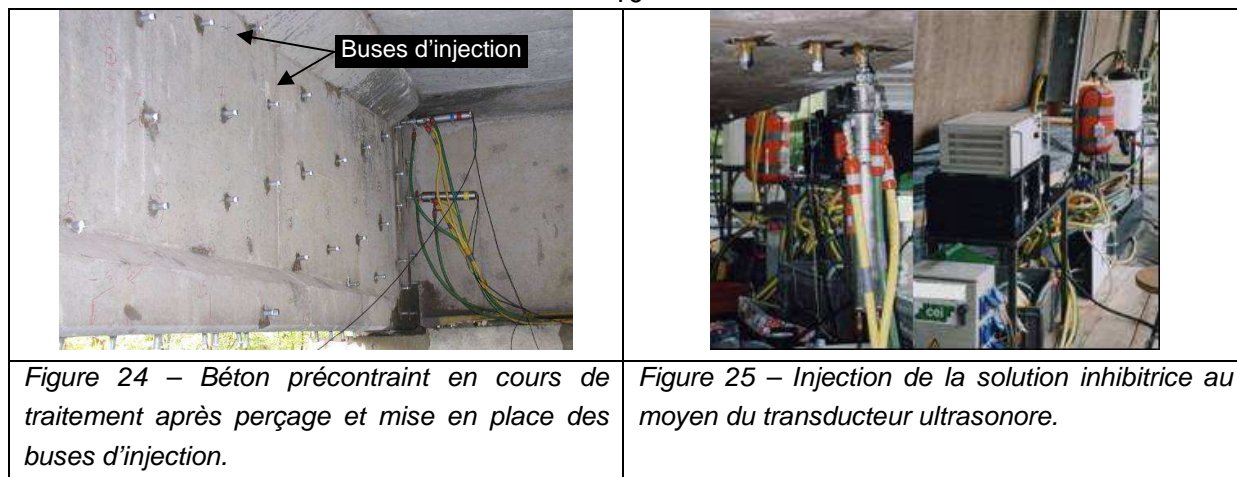 Buses d'injection
cei
Figure 24 – Béton précontraint en cours de
traitement après perçage et mise en place des
buses d'injection.
Figure 25 – Injection de la solution inhibitrice au
moyen du transducteur ultrasonore.